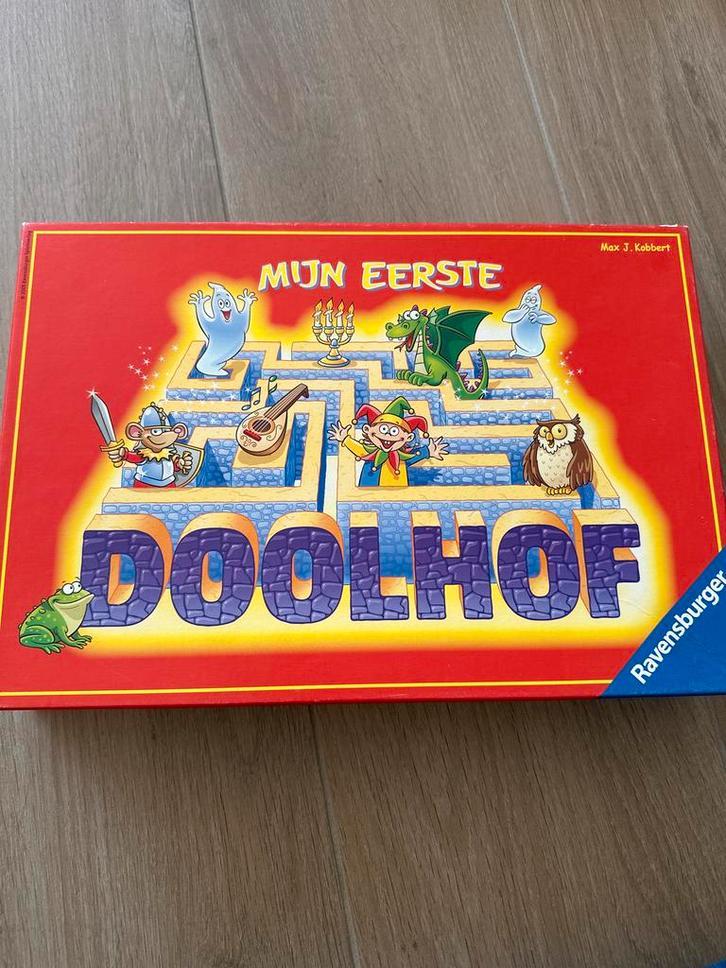 Max J. Kobbert
MIJN EERSTE
DOOLHOF
Ravensburger